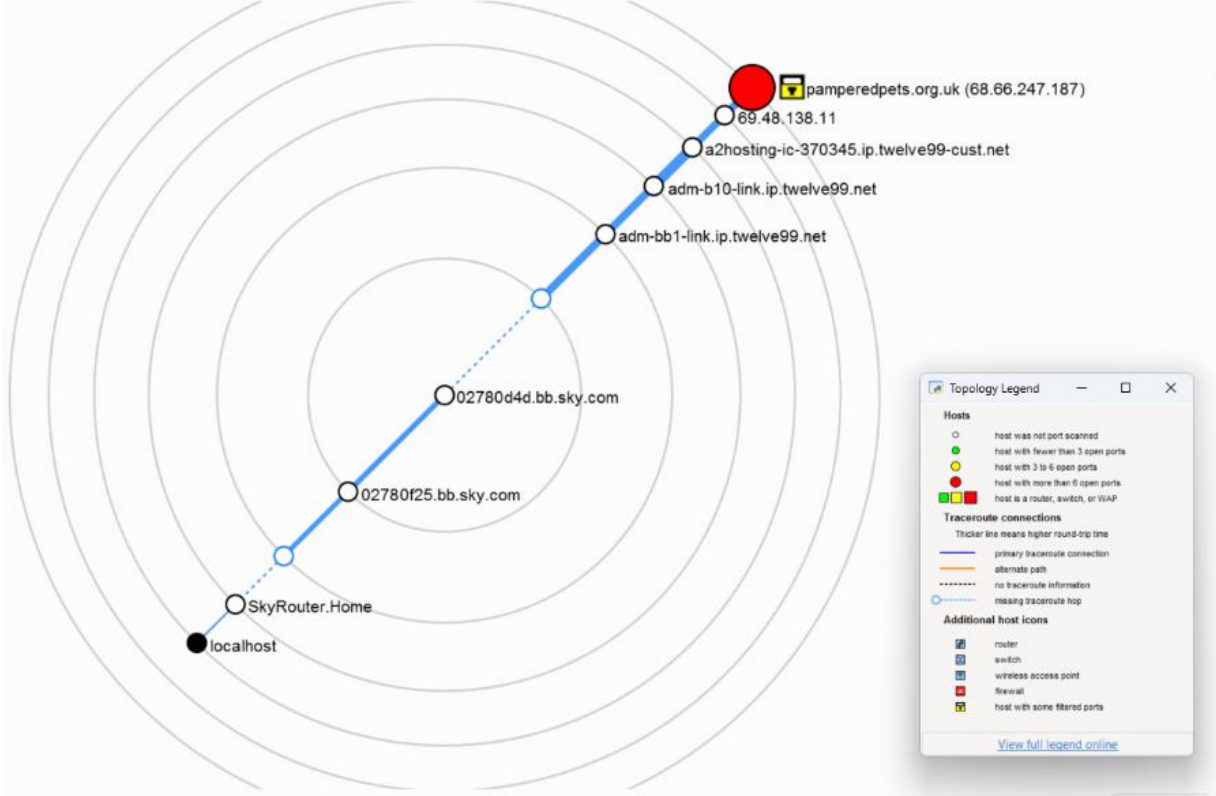 pamperedpets.org.uk (68.66.247.187)
69.48.138.11
a2hosting-ic-370345.ip.twelve99-cust.net
adm-b10-link.ip.twelve99.net
adm-bb1-link.ip.twelve99.net
02780d4d.bb.sky.com
02780f25.bb.sky.com
SkyRouter.Home
localhost
Topology Legend
Hosts
host was not port scanned
host with fewer than 3 open ports
host with 3 to 6 open ports
host with more than 6 open ports
host is a router, switch, or WAP
Traceroute connections
Thicker line means higher round-trip time
primary traceroute connection
alternate path
no traceroute information
missing traceroute hop
Additional host icons
router
switch
wireless access point
firewall
host with some filtered ports
View full legend online